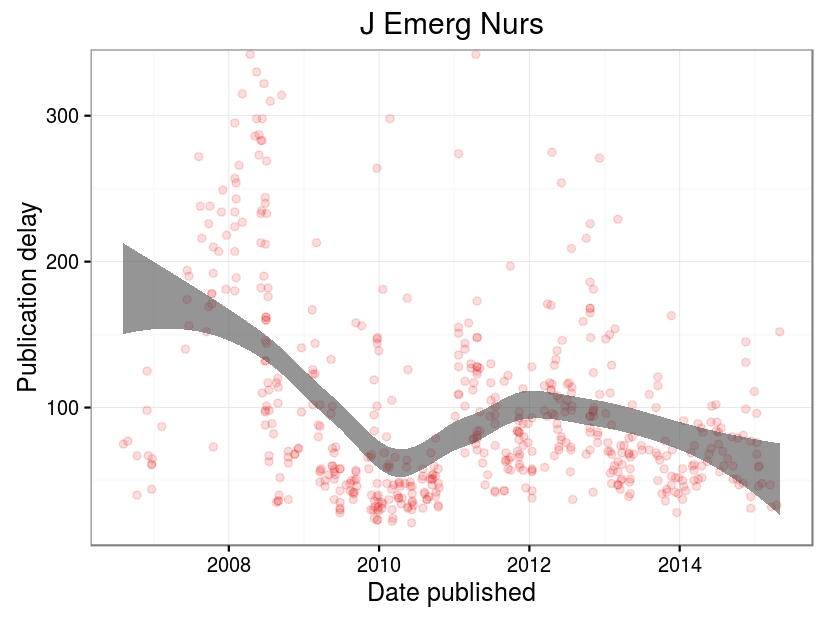 J Emerg Nurs
Publication delay
300
200
100
2008 2010 2012 2014
Date published